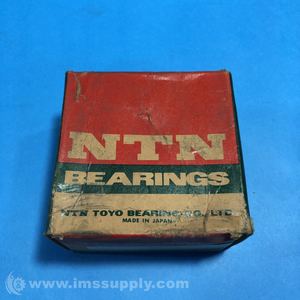 NTN
BEARINGS
NTN TOYO BEARING CO., LTD.
MADE IN JAPAN
© www.imssupply.com